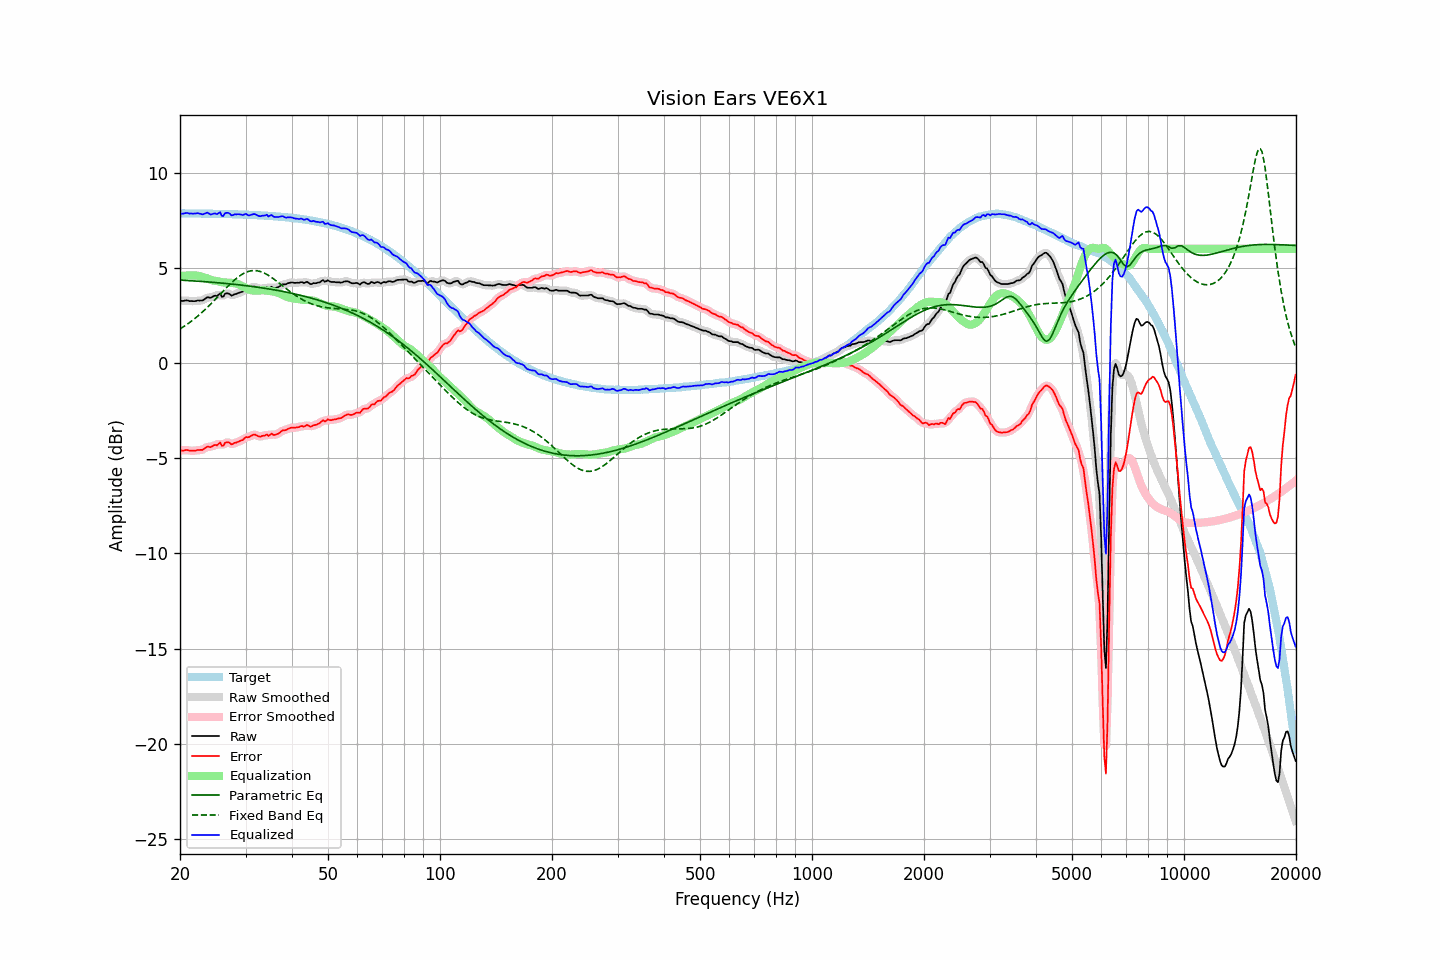 Vision Ears VE6X1
Amplitude (dBr)
10
5
0
−5
−10
−15
−20
−25
Target
Raw Smoothed
Error Smoothed
Raw
Error
Equalization
Parametric Eq
Fixed Band Eq
Equalized
20
50
100
200
500
1000
2000
5000
10000
20000
Frequency (Hz)